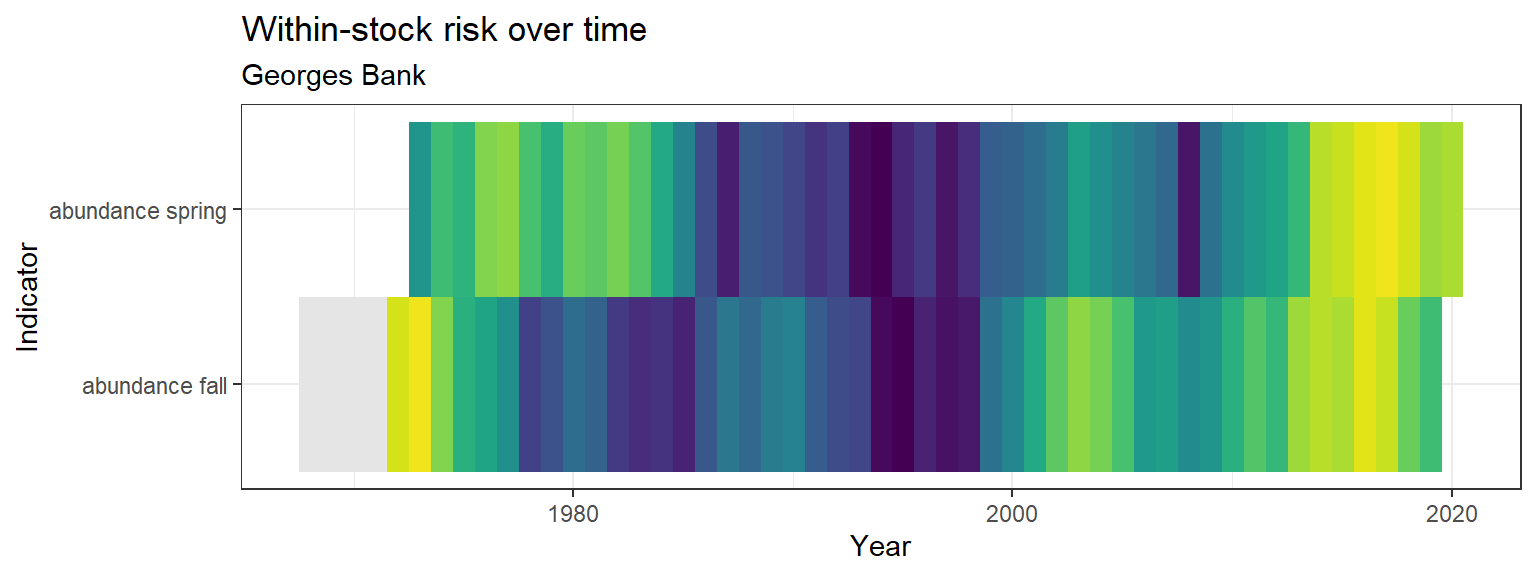 Within-stock risk over time
Georges Bank
Indicator
abundance spring
abundance fall
1980
2000
2020
Year